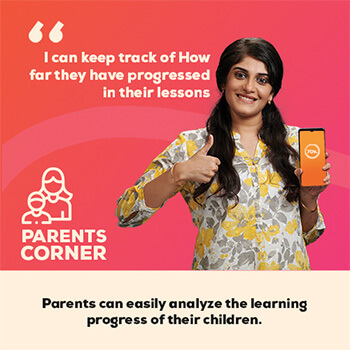 I can keep track of How
far they have progressed
in their lessons
70%
PARENTS
CORNER
Parents can easily analyze the learning
progress of their children.